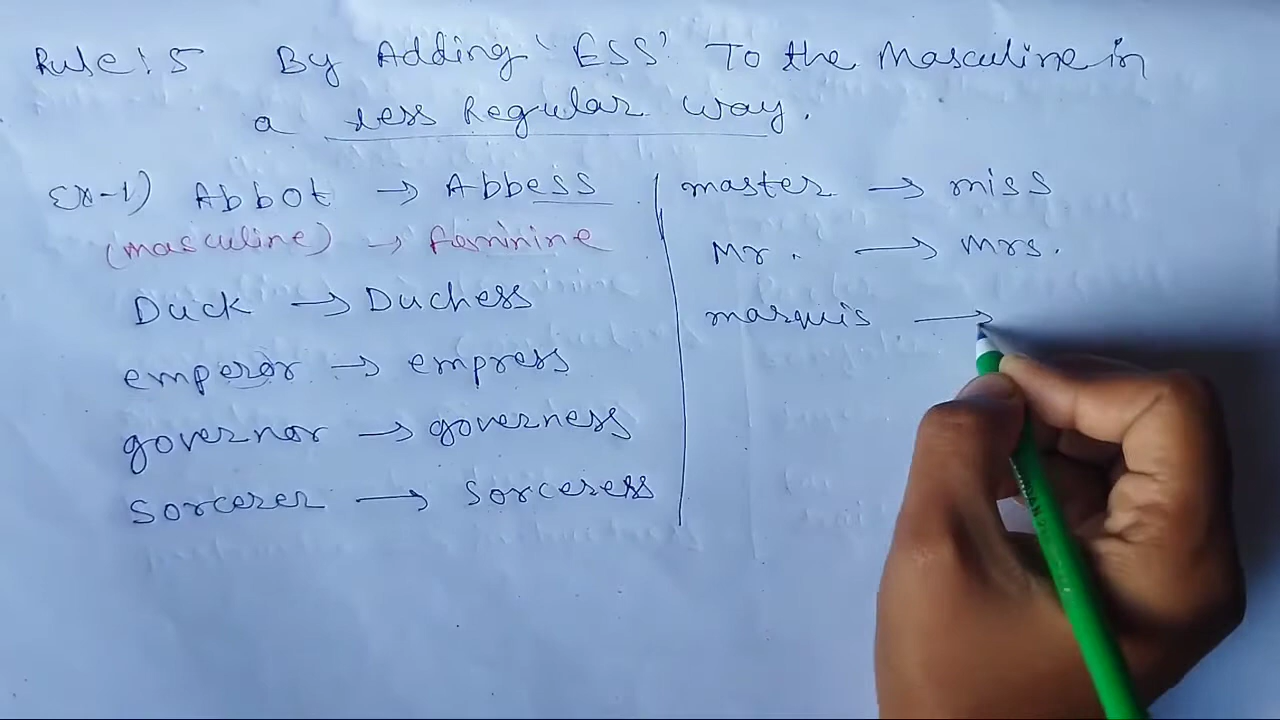 Rule:5 By Adding 'ESS' To the Masculine in
a less Regular Way.
Ex-1) Abbot → Abbess
(masculine) → feminine
Duck → Duchess
emperor → empress
governor → governess
Sorcerer → Sorceress
master → miss
Mr. → Mrs.
marquis →